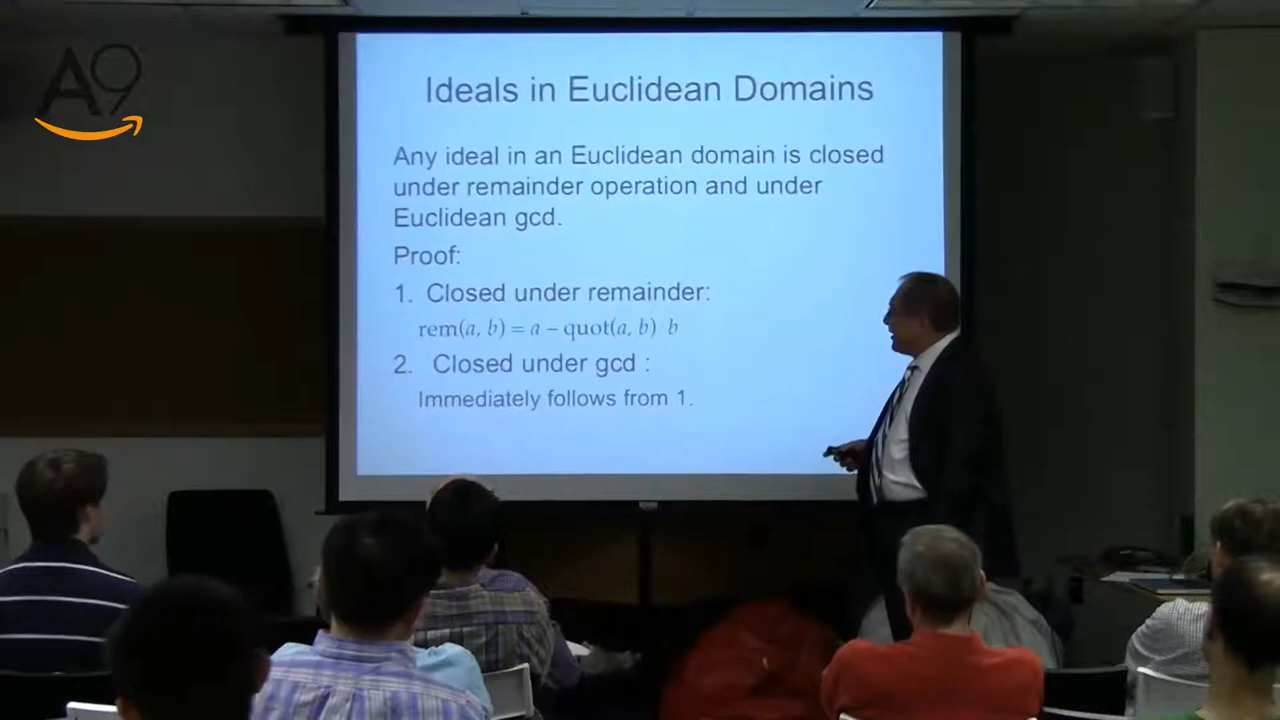 A9
Ideals in Euclidean Domains
Any ideal in an Euclidean domain is closed
under remainder operation and under
Euclidean gcd.
Proof:
1. Closed under remainder:
rem(a, b) = a – quot(a, b) · b
2. Closed under gcd :
Immediately follows from 1.